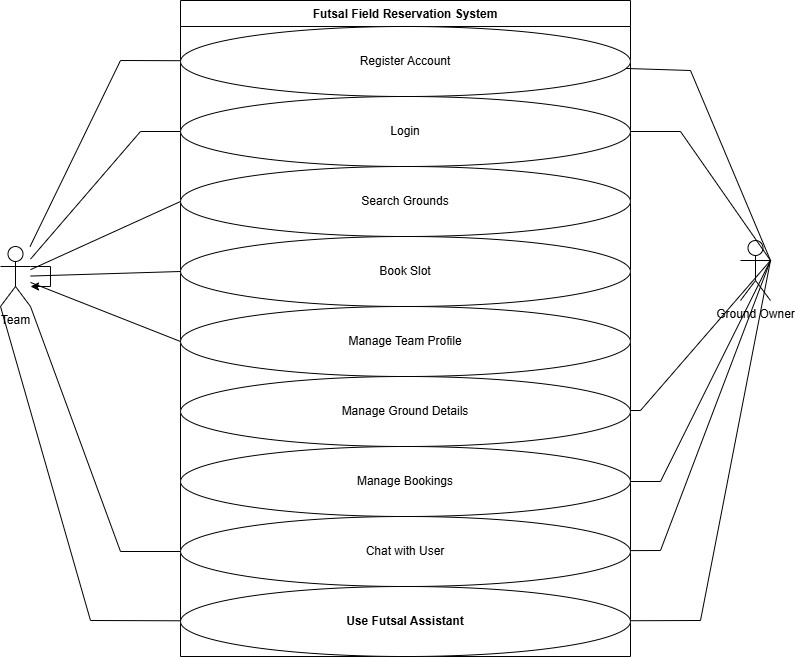 Futsal Field Reservation System
Register Account
Login
Search Grounds
Book Slot
Manage Team Profile
Manage Ground Details
Manage Bookings
Chat with User
Use Futsal Assistant
Team
Ground Owner